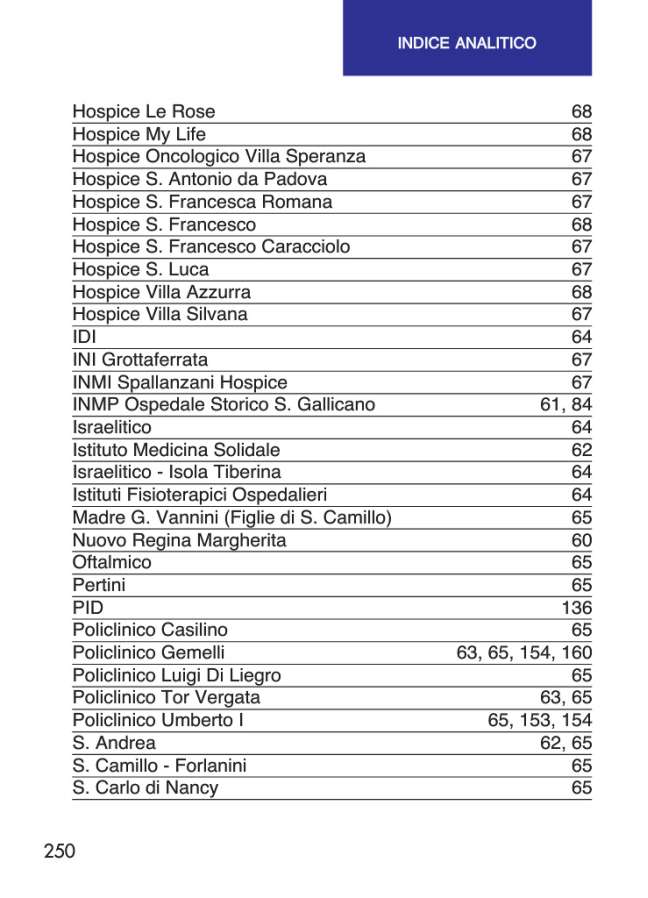 INDICE ANALITICO
Hospice Le Rose 68
Hospice My Life 68
Hospice Oncologico Villa Speranza 67
Hospice S. Antonio da Padova 67
Hospice S. Francesca Romana 67
Hospice S. Francesco 68
Hospice S. Francesco Caracciolo 67
Hospice S. Luca 67
Hospice Villa Azzurra 68
Hospice Villa Silvana 67
IDI 64
INI Grottaferrata 67
INMI Spallanzani Hospice 67
INMP Ospedale Storico S. Gallicano 61, 84
Israelitico 64
Istituto Medicina Solidale 62
Israelitico - Isola Tiberina 64
Istituti Fisioterapici Ospedalieri 64
Madre G. Vannini (Figlie di S. Camillo) 65
Nuovo Regina Margherita 60
Oftalmico 65
Pertini 65
PID 136
Policlinico Casilino 65
Policlinico Gemelli 63, 65, 154, 160
Policlinico Luigi Di Liegro 65
Policlinico Tor Vergata 63, 65
Policlinico Umberto I 65, 153, 154
S. Andrea 62, 65
S. Camillo - Forlanini 65
S. Carlo di Nancy 65
250